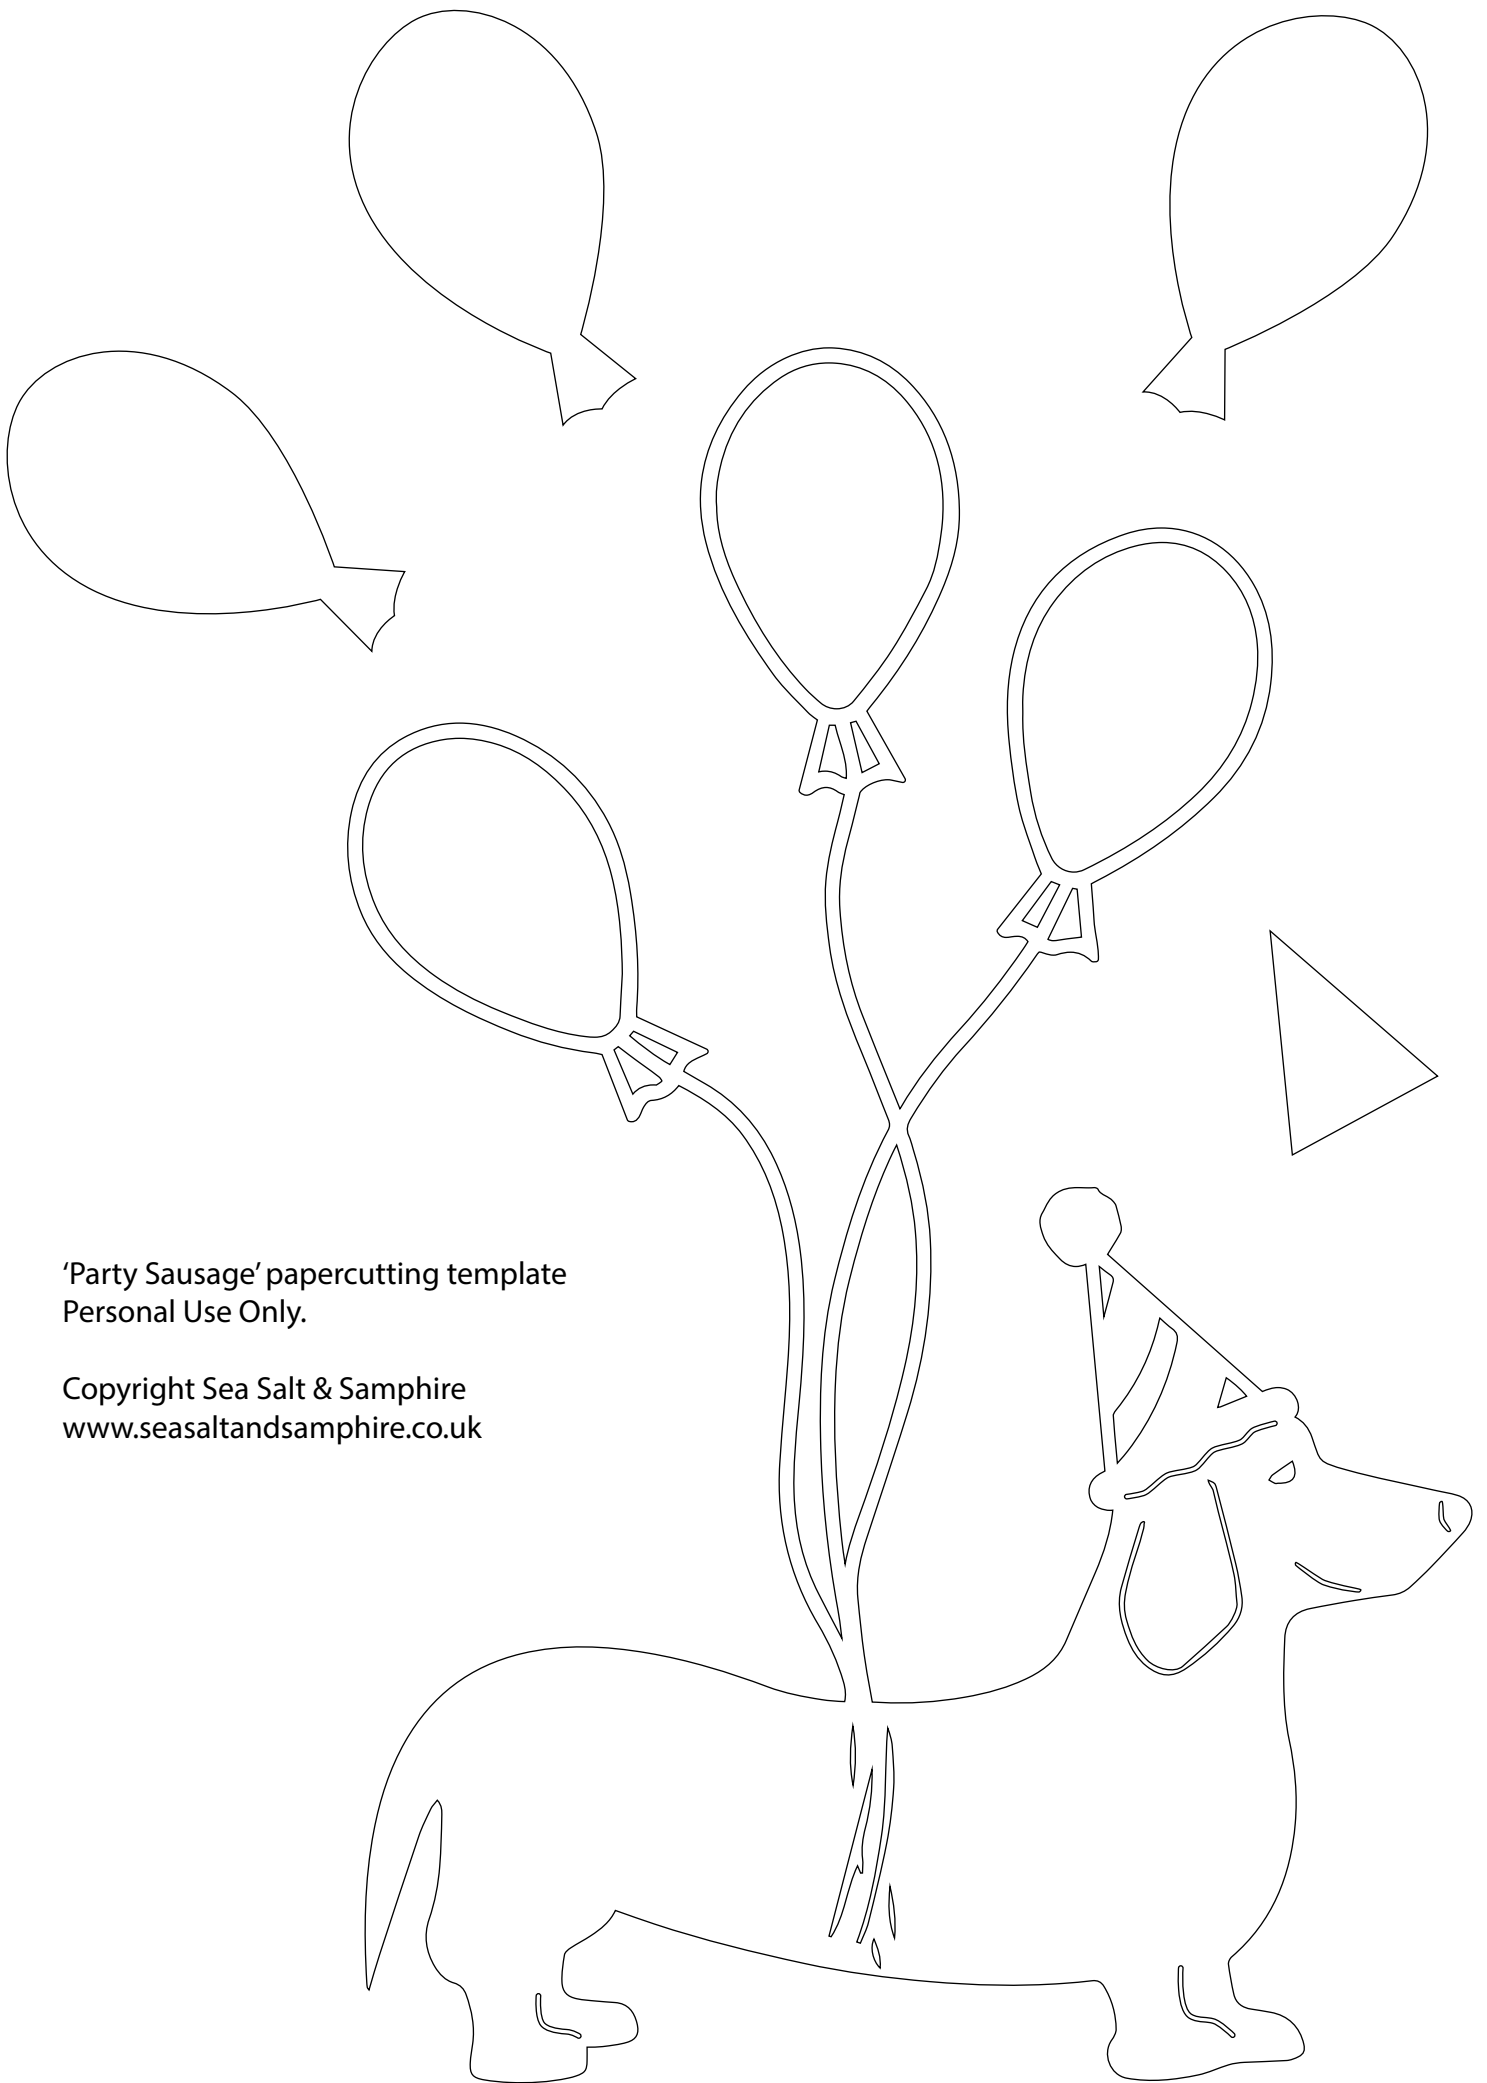 ‘Party Sausage’ papercutting template
Personal Use Only.
Copyright Sea Salt & Samphire
www.seasaltandsamphire.co.uk